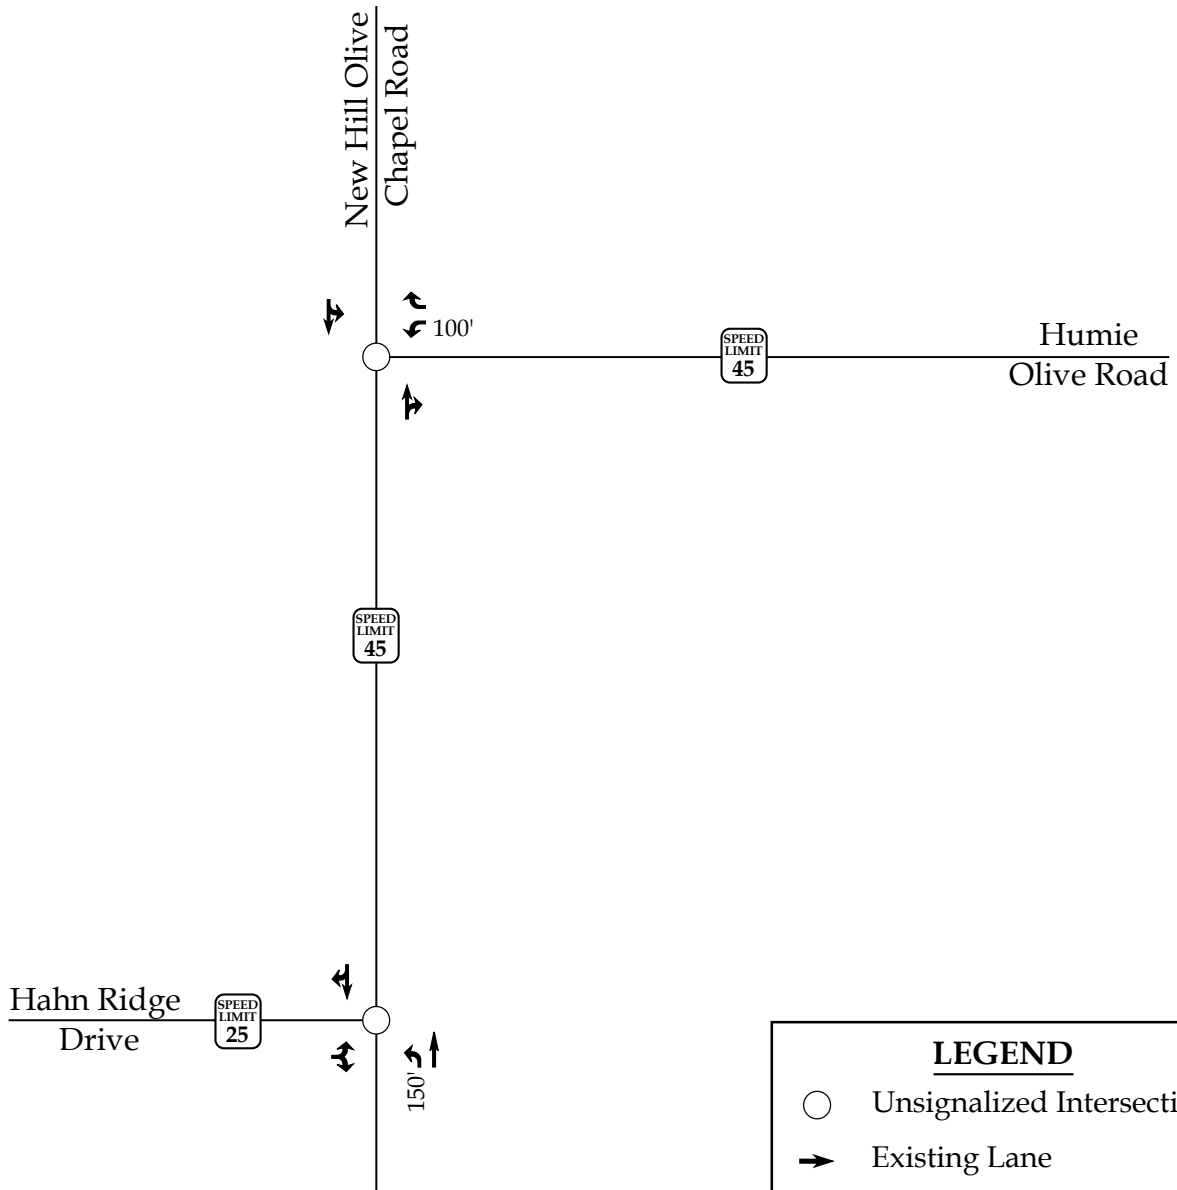 New Hill Olive
Chapel Road
100'
SPEED
LIMIT
45
Humie
Olive Road
SPEED
LIMIT
45
Hahn Ridge
Drive
SPEED
LIMIT
25
150'
LEGEND
Unsignalized Intersecti
Existing Lane